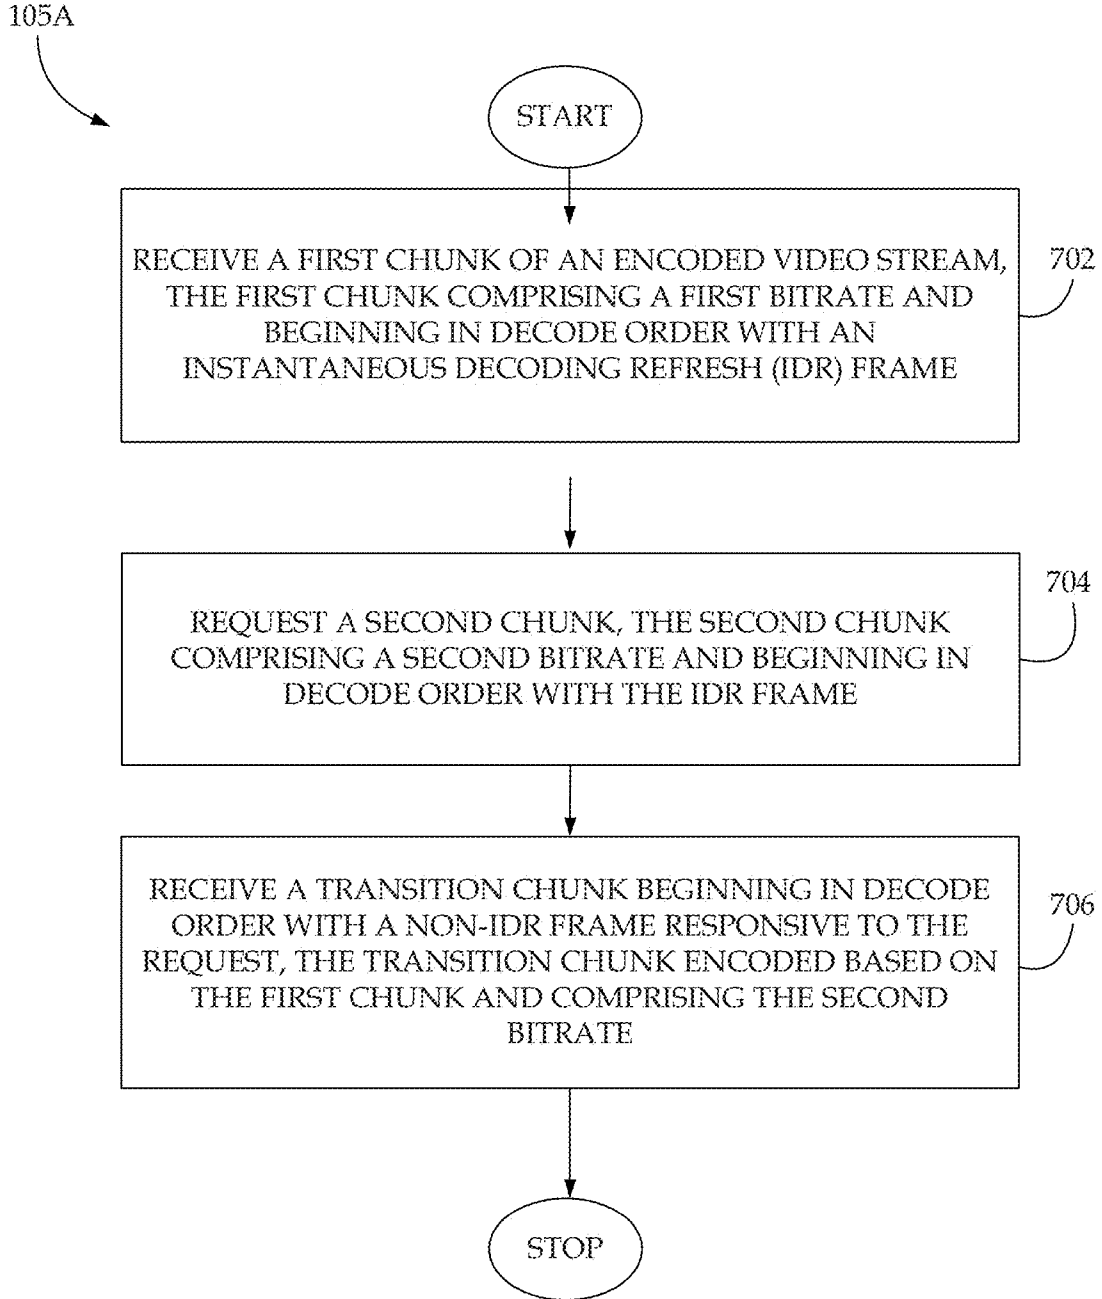 105A
START
RECEIVE A FIRST CHUNK OF AN ENCODED VIDEO STREAM,
THE FIRST CHUNK COMPRISING A FIRST BITRATE AND
BEGINNING IN DECODE ORDER WITH AN
INSTANTANEOUS DECODING REFRESH (IDR) FRAME
702
REQUEST A SECOND CHUNK, THE SECOND CHUNK
COMPRISING A SECOND BITRATE AND BEGINNING IN
DECODE ORDER WITH THE IDR FRAME
704
RECEIVE A TRANSITION CHUNK BEGINNING IN DECODE
ORDER WITH A NON-IDR FRAME RESPONSIVE TO THE
REQUEST, THE TRANSITION CHUNK ENCODED BASED ON
THE FIRST CHUNK AND COMPRISING THE SECOND
BITRATE
706
STOP